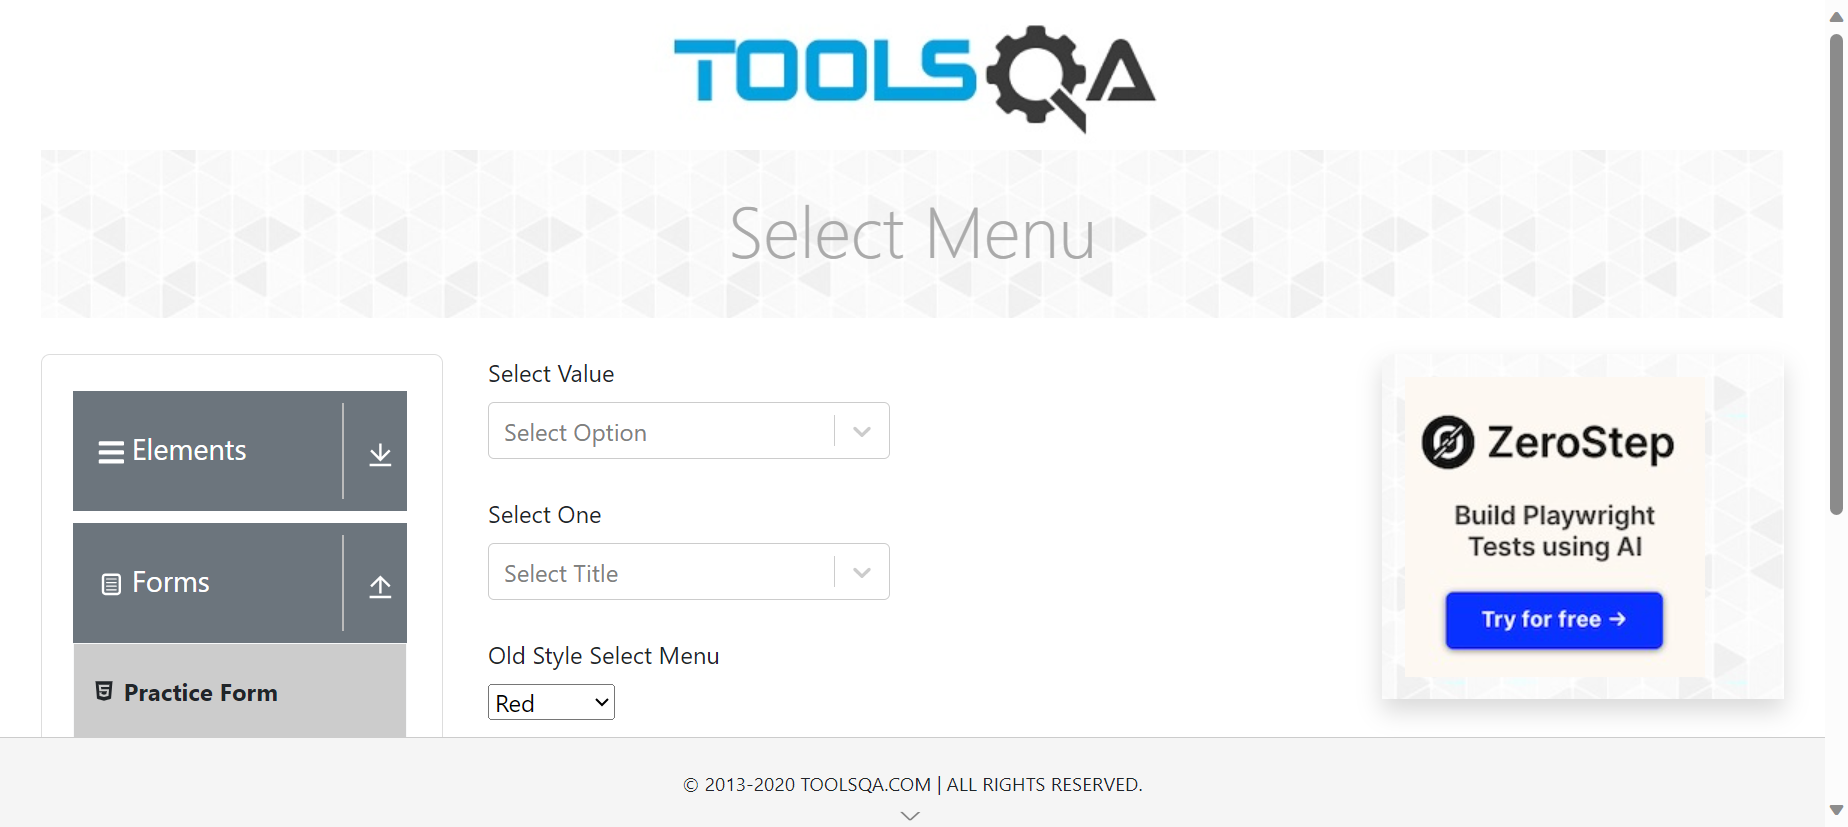 TOOLSQA
Select Menu
Elements
Forms
Practice Form
Select Value
Select Option
Select One
Select Title
Old Style Select Menu
Red
ZeroStep
Build Playwright
Tests using AI
Try for free →
© 2013-2020 TOOLSQA.COM | ALL RIGHTS RESERVED.